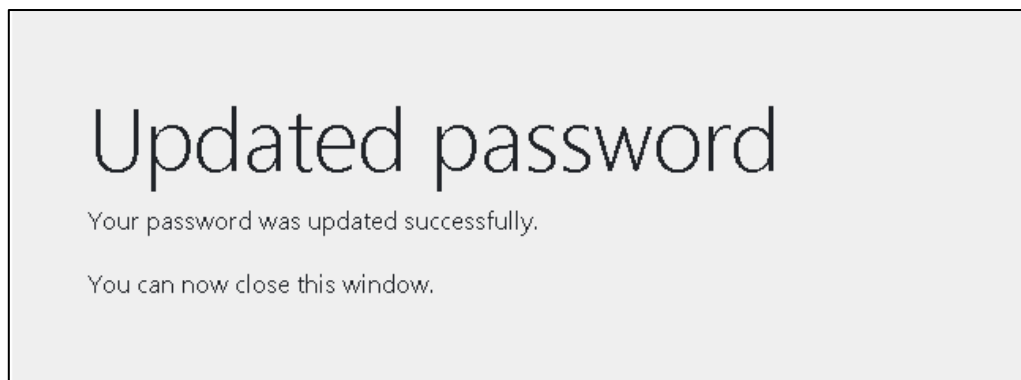 Updated password
Your password was updated successfully.
You can now close this window.